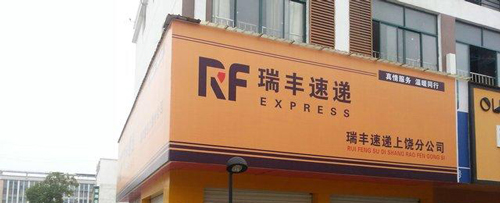 RF 瑞丰速递
EXPRESS
真情服务 温暖同行
瑞丰速递上饶分公司
RUI FENG SU DI SHANG RAO FEN GONG SI
OL